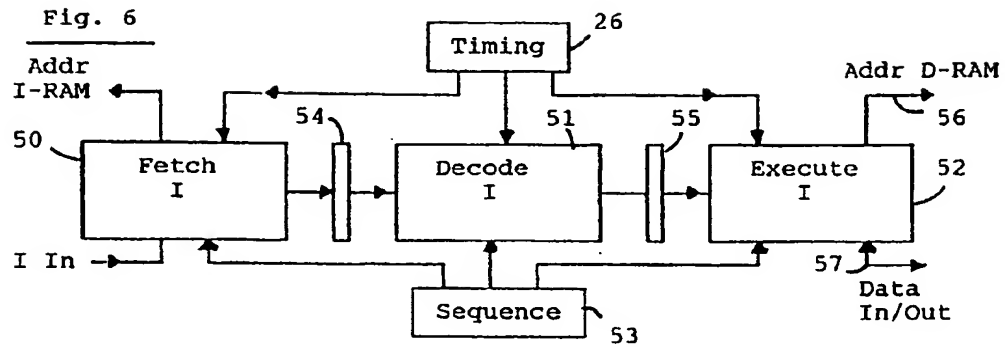 Fig. 6
Timing
26
Addr
I-RAM
Addr D-RAM
56
50
54
51
55
Fetch
I
Decode
I
Execute
I
52
I In
57
Data
In/Out
Sequence
53